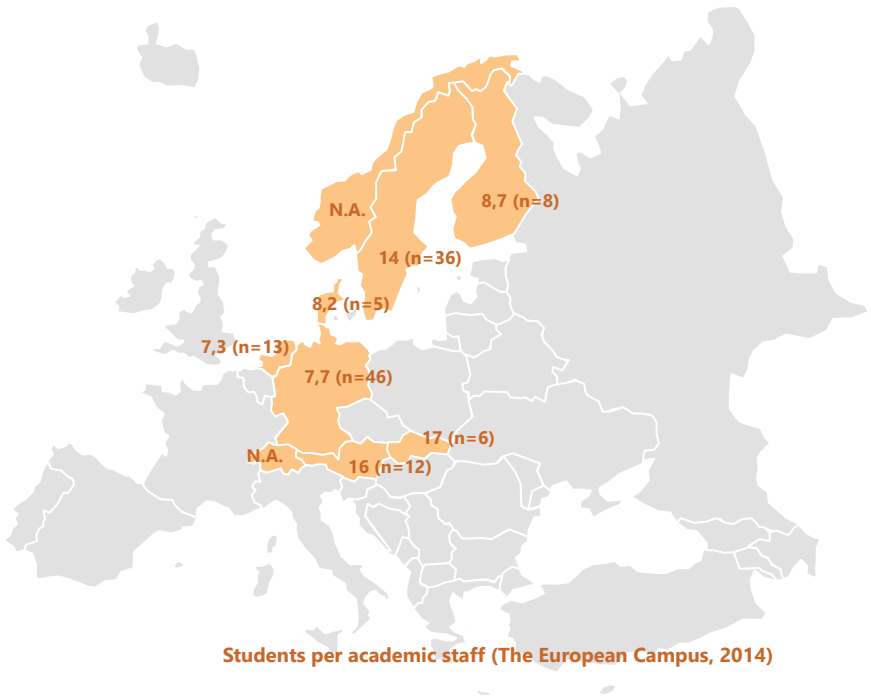 8,7 (n=8)
N.A.
14 (n=36)
8,2 (n=5)
7,3 (n=13)
7,7 (n=46)
17 (n=6)
N.A.
16 (n=12)
Students per academic staff (The European Campus, 2014)